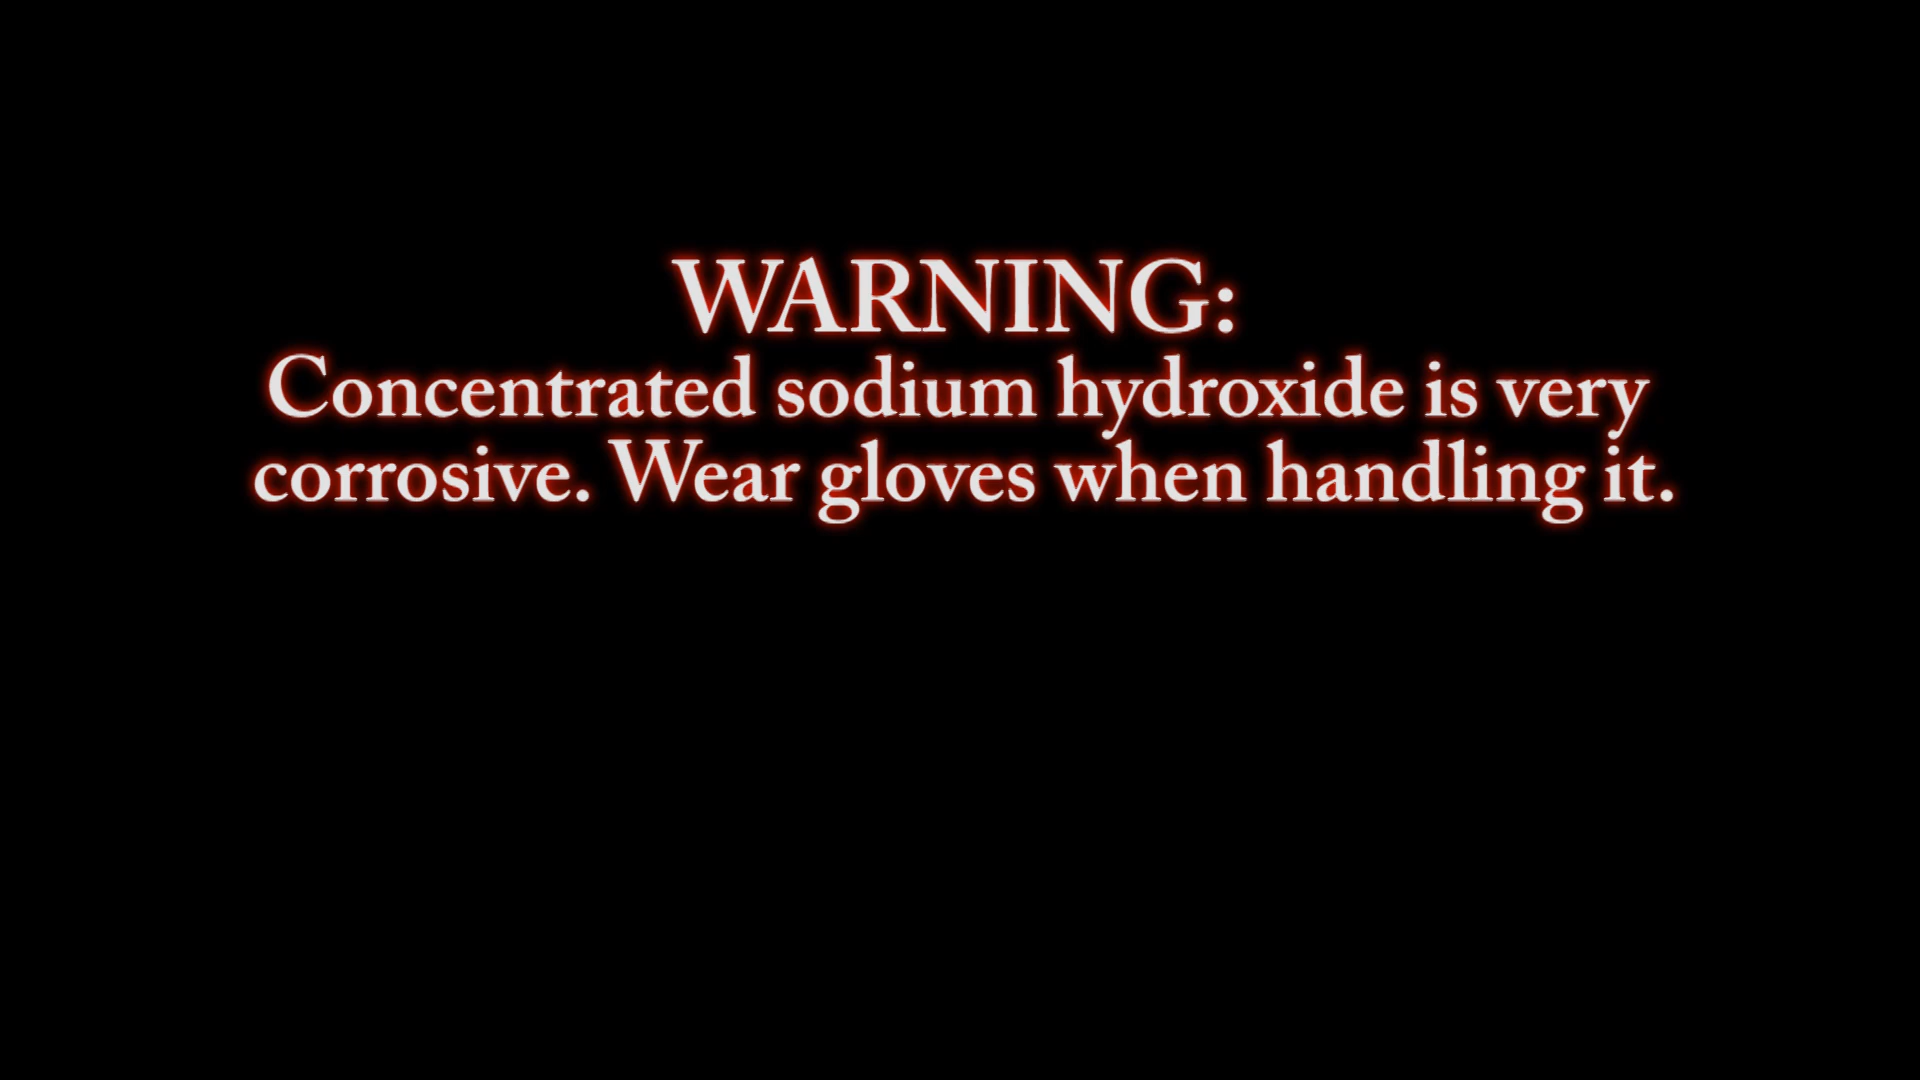 WARNING:
Concentrated sodium hydroxide is very
corrosive. Wear gloves when handling it.